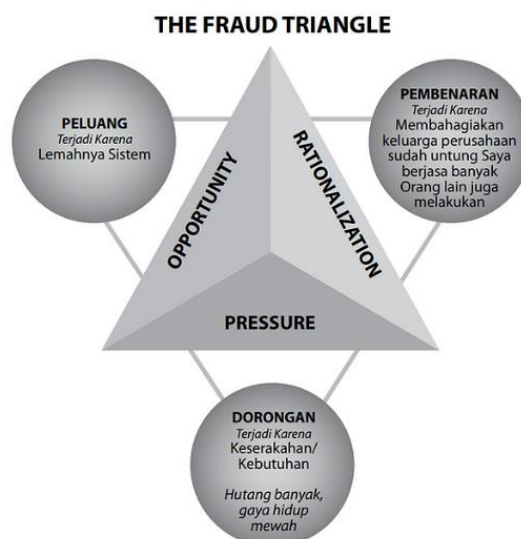 THE FRAUD TRIANGLE
PELUANG
Terjadi Karena
Lemahnya Sistem
PEMBENARAN
Terjadi Karena
Membahagiakan
keluarga perusahaan
sudah untung Saya
berjasa banyak
Orang lain juga
melakukan
OPPORTUNITY
RATIONALIZATION
PRESSURE
DORONGAN
Terjadi Karena
Keserakahan/
Kebutuhan
Hutang banyak,
gaya hidup
mewah